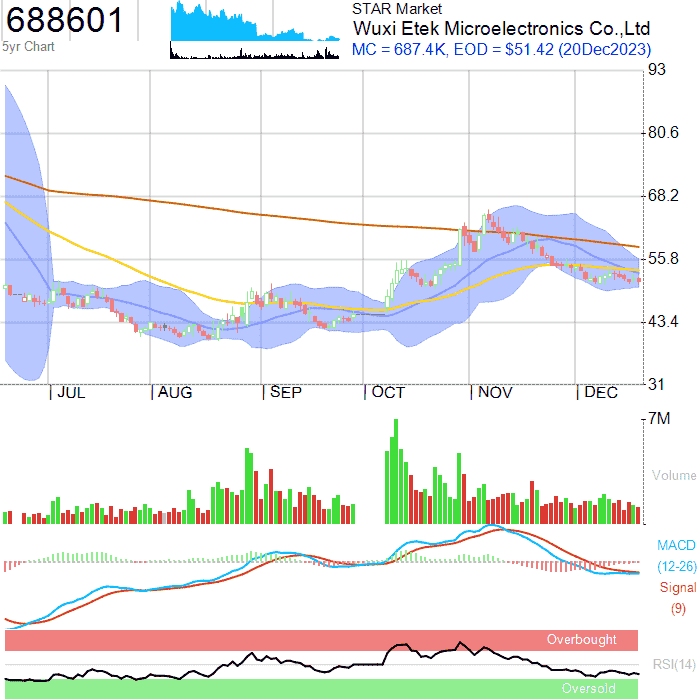 688601
5yr Chart
STAR Market
Wuxi Etek Microelectronics Co.,Ltd
MC = 687.4K, EOD = $51.42 (20Dec2023)
93
80.6
68.2
55.8
43.4
31
JUL AUG SEP OCT NOV DEC
7M
Volume
MACD
(12-26)
Signal
(9)
Overbought
RSI(14)
Oversold